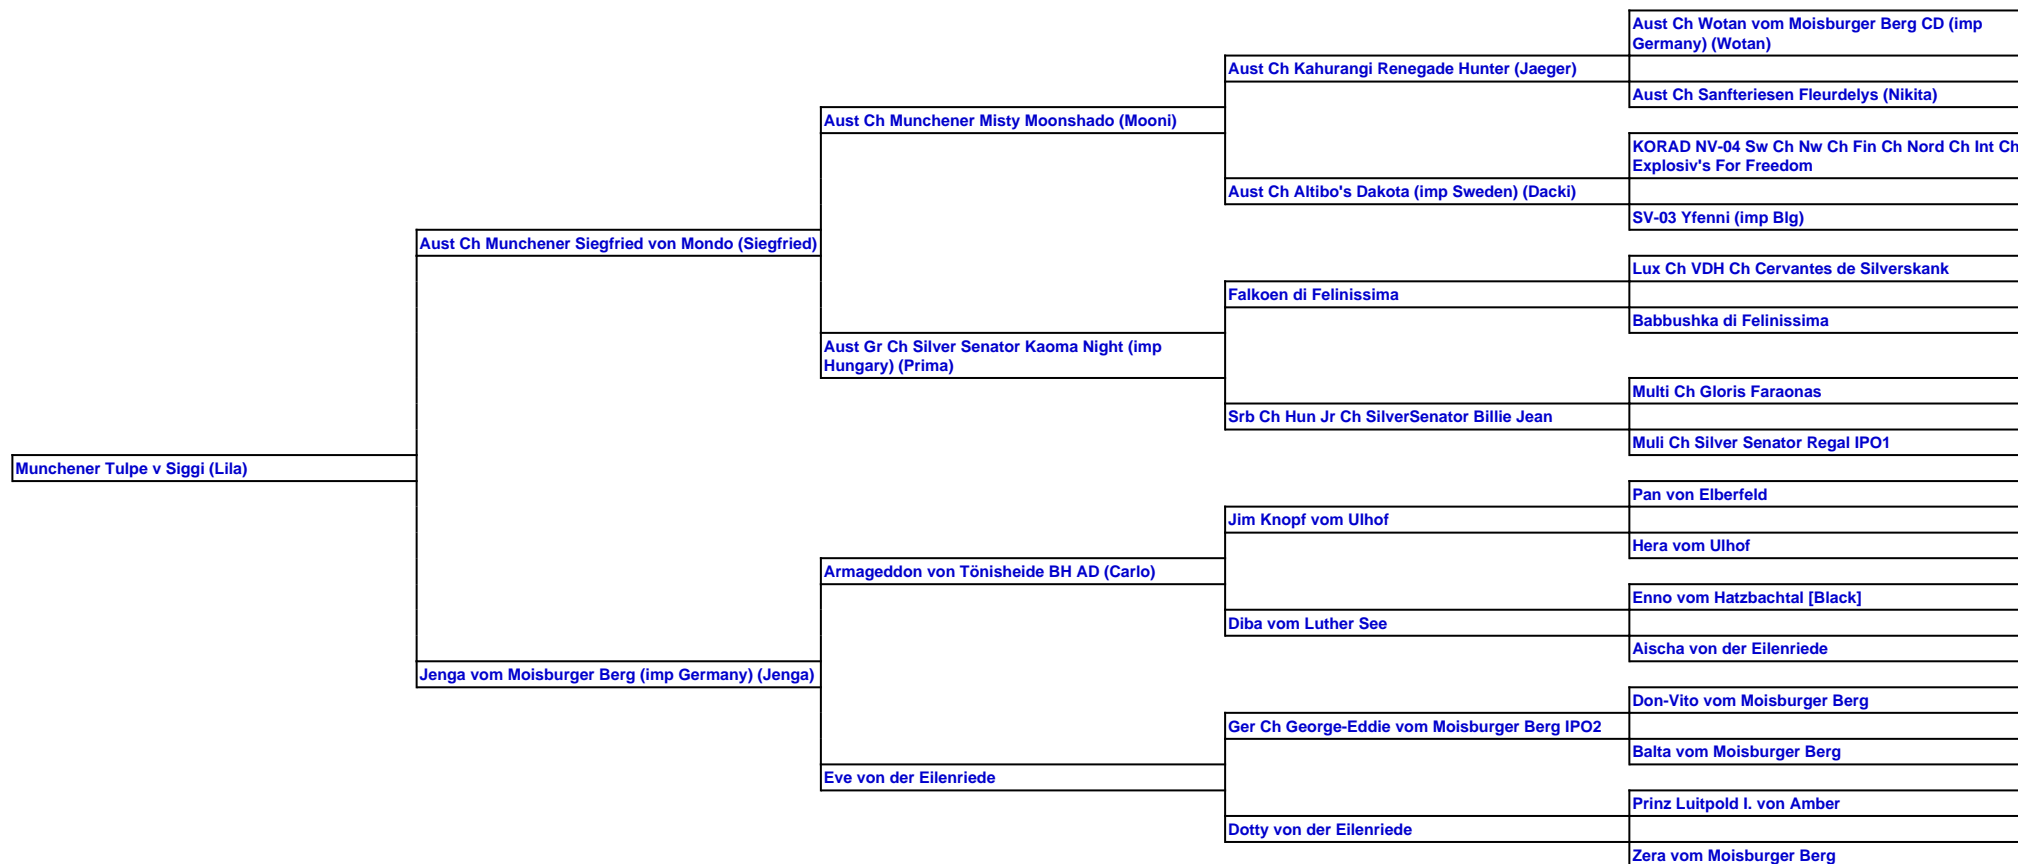 Aust Ch Wotan vom Moisburger Berg CD (imp
Germany) (Wotan)
Aust Ch Kahurangi Renegade Hunter (Jaeger)
Aust Ch Sanfteriesen Fleurdelys (Nikita)
Aust Ch Munchener Misty Moonshado (Mooni)
KORAD NV-04 Sw Ch Nw Ch Fin Ch Nord Ch Int Ch
Explosiv's For Freedom
Aust Ch Altibo's Dakota (imp Sweden) (Dacki)
SV-03 Yfenni (imp Blg)
Aust Ch Munchener Siegfried von Mondo (Siegfried)
Lux Ch VDH Ch Cervantes de Silverskank
Falkoen di Felinissima
Babbushka di Felinissima
Aust Gr Ch Silver Senator Kaoma Night (imp
Hungary) (Prima)
Multi Ch Gloris Faraonas
Srb Ch Hun Jr Ch SilverSenator Billie Jean
Muli Ch Silver Senator Regal IPO1
Munchener Tulpe v Siggi (Lila)
Pan von Elberfeld
Jim Knopf vom Ulhof
Hera vom Ulhof
Armageddon von Tönisheide BH AD (Carlo)
Enno vom Hatzbachtal [Black]
Diba vom Luther See
Aischa von der Eilenriede
Jenga vom Moisburger Berg (imp Germany) (Jenga)
Don-Vito vom Moisburger Berg
Ger Ch George-Eddie vom Moisburger Berg IPO2
Balta vom Moisburger Berg
Eve von der Eilenriede
Prinz Luitpold I. von Amber
Dotty von der Eilenriede
Zera vom Moisburger Berg